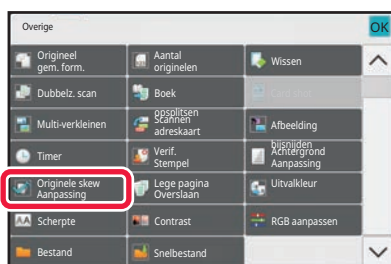 Overige
OK
Origineel
gem. form.
Aantal
originelen
Wissen
Dubbelz. scan
Boek
opsplitsen
Multi-verkleinen
Scannen
adreskaart
Afbeelding
bijsnijden
Timer
Verif.
Stempel
Achtergrond
Aanpassing
Originele skew
Aanpassing
Lege pagina
Overslaan
Uitvalkleur
Scherpte
Contrast
RGB aanpassen
Bestand
Snelbestand